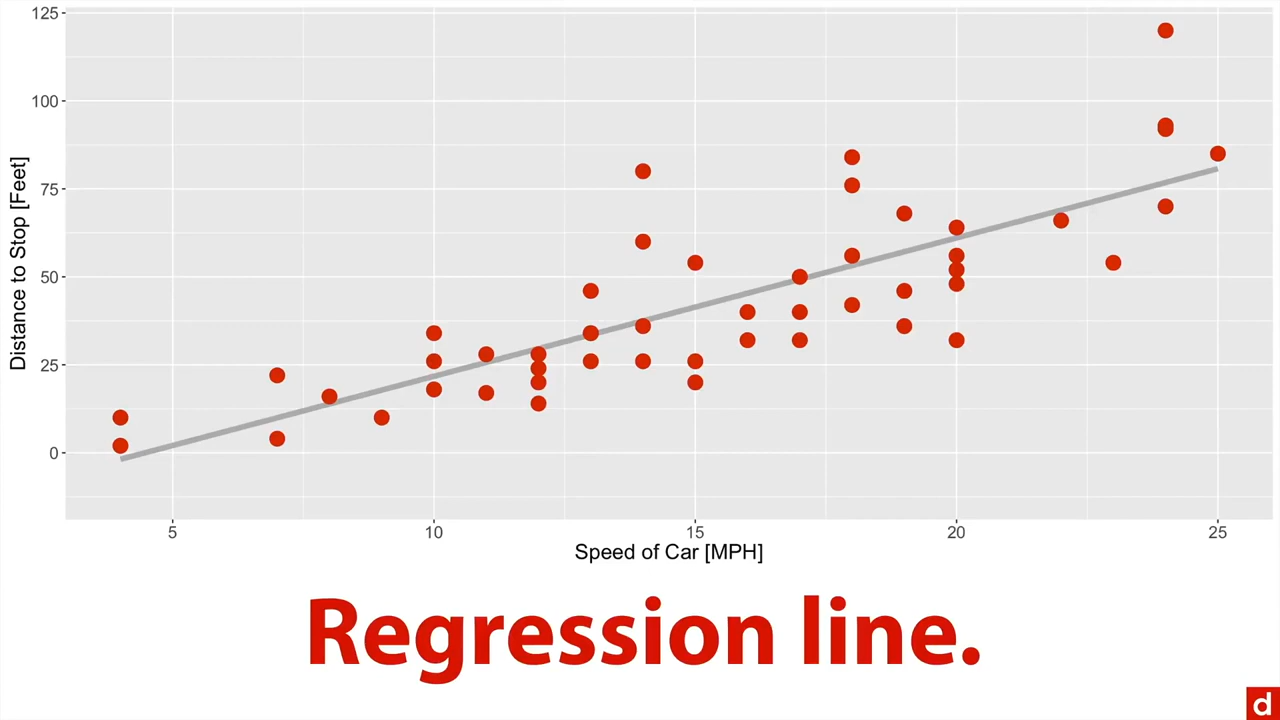 125
100
75
50
25
0
Distance to Stop [Feet]
5 10 15 20 25
Speed of Car [MPH]
Regression line.
d